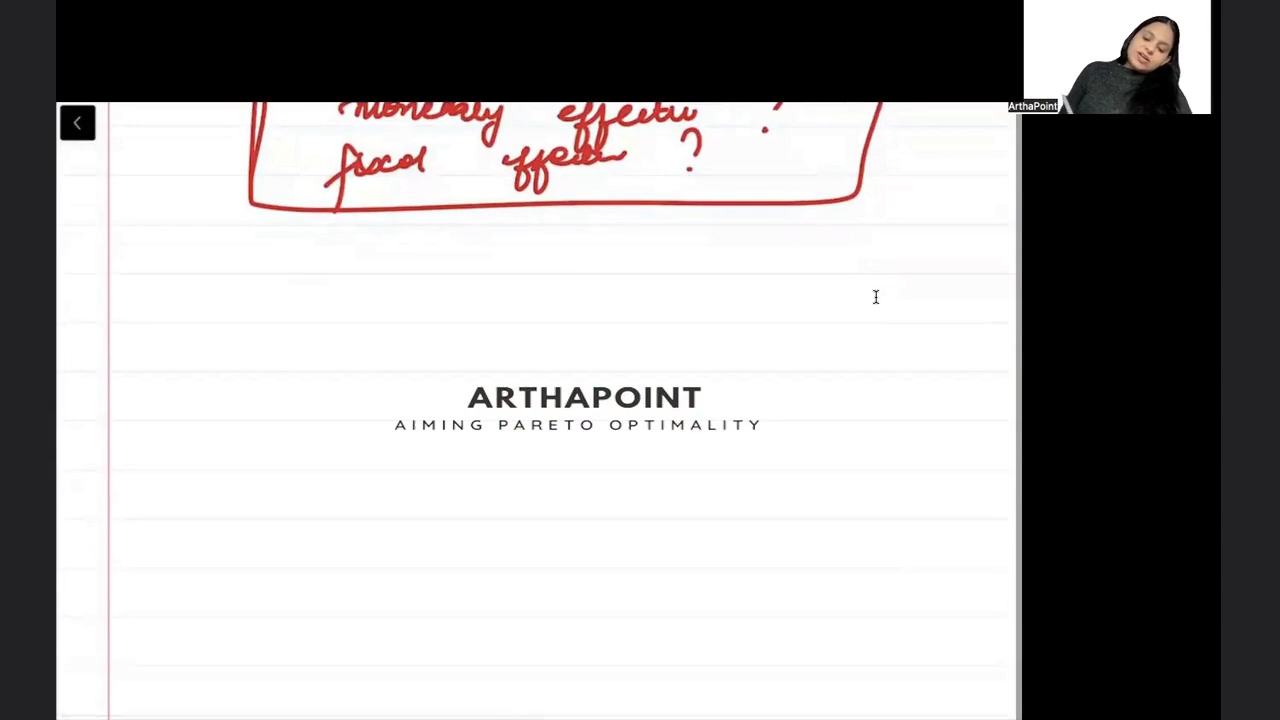 ArthaPoint
monetary effective ?
fiscal effective ?
ARTHAPOINT
AIMING PARETO OPTIMALITY